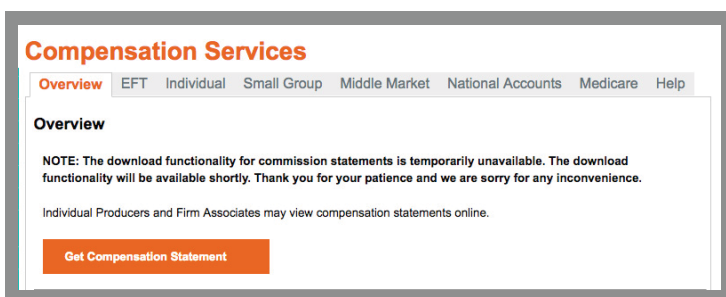 Compensation Services
Overview EFT Individual Small Group Middle Market National Accounts Medicare Help
Overview
NOTE: The download functionality for commission statements is temporarily unavailable. The download
functionality will be available shortly. Thank you for your patience and we are sorry for any inconvenience.
Individual Producers and Firm Associates may view compensation statements online.
Get Compensation Statement